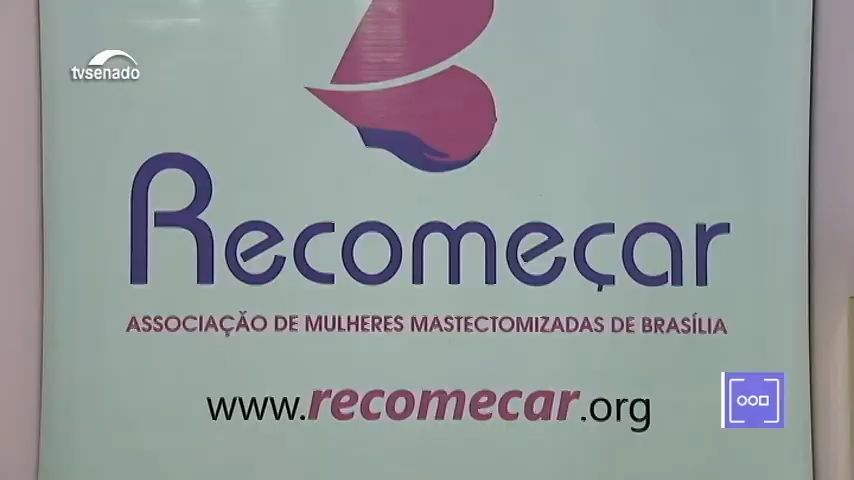 tvsenado
Recomeçar
ASSOCIAÇÃO DE MULHERES MASTECTOMIZADAS DE BRASÍLIA
www.recomecar.org